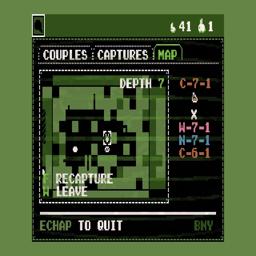 41 1
COUPLES CAPTURES MAP
DEPTH 7
C-7-1
X
W-7-1
N-7-1
C-6-1
RECAPTURE
W LEAVE
ECHAP TO QUIT
BNY